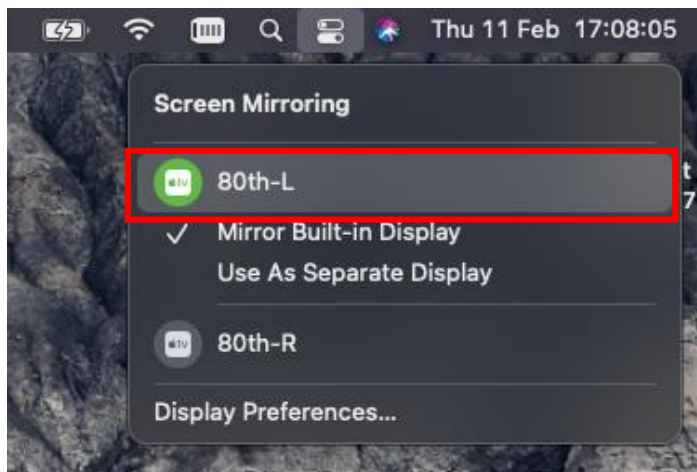 Thu 11 Feb 17:08:05
Screen Mirroring
tv 80th-L
t
7
Mirror Built-in Display
Use As Separate Display
tv 80th-R
Display Preferences...